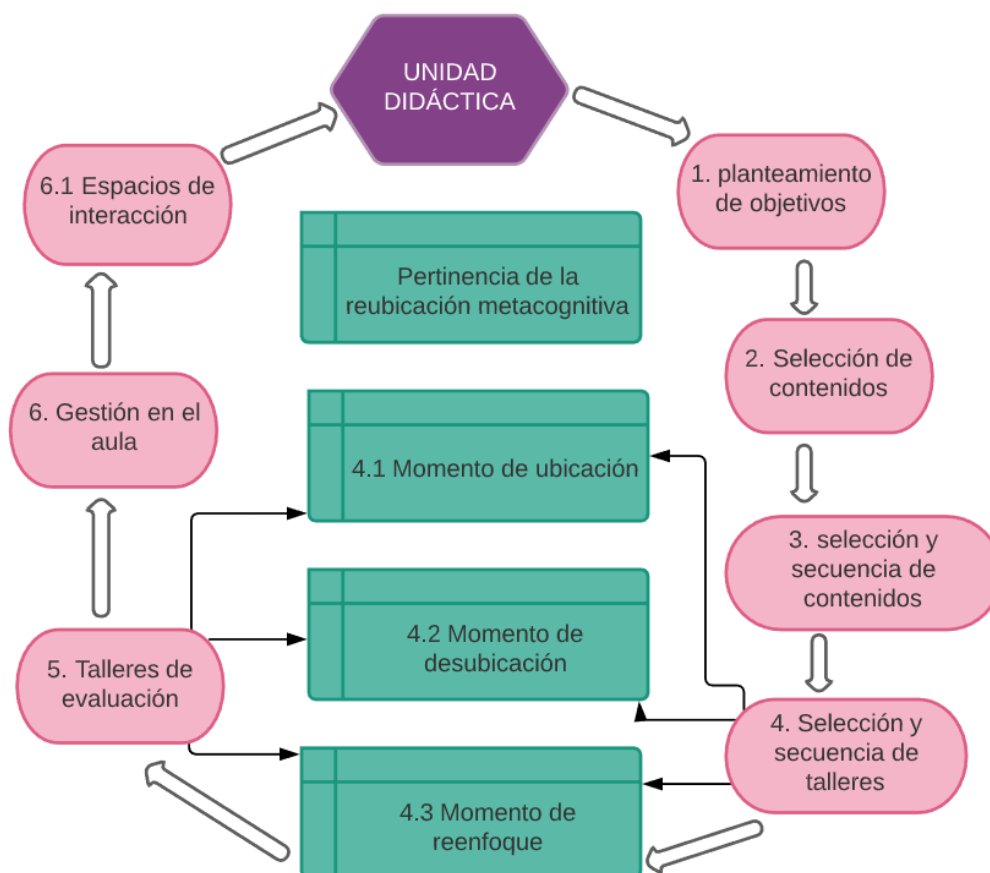 UNIDAD
DIDÁCTICA
1. planteamiento
de objetivos
2. Selección de
contenidos
3. selección y
secuencia de
contenidos
4. Selección y
secuencia de
talleres
Pertinencia de la
reubicación metacognitiva
4.1 Momento de ubicación
4.2 Momento de
desubicación
4.3 Momento de
reenfoque
5. Talleres de
evaluación
6. Gestión en el
aula
6.1 Espacios de
interacción